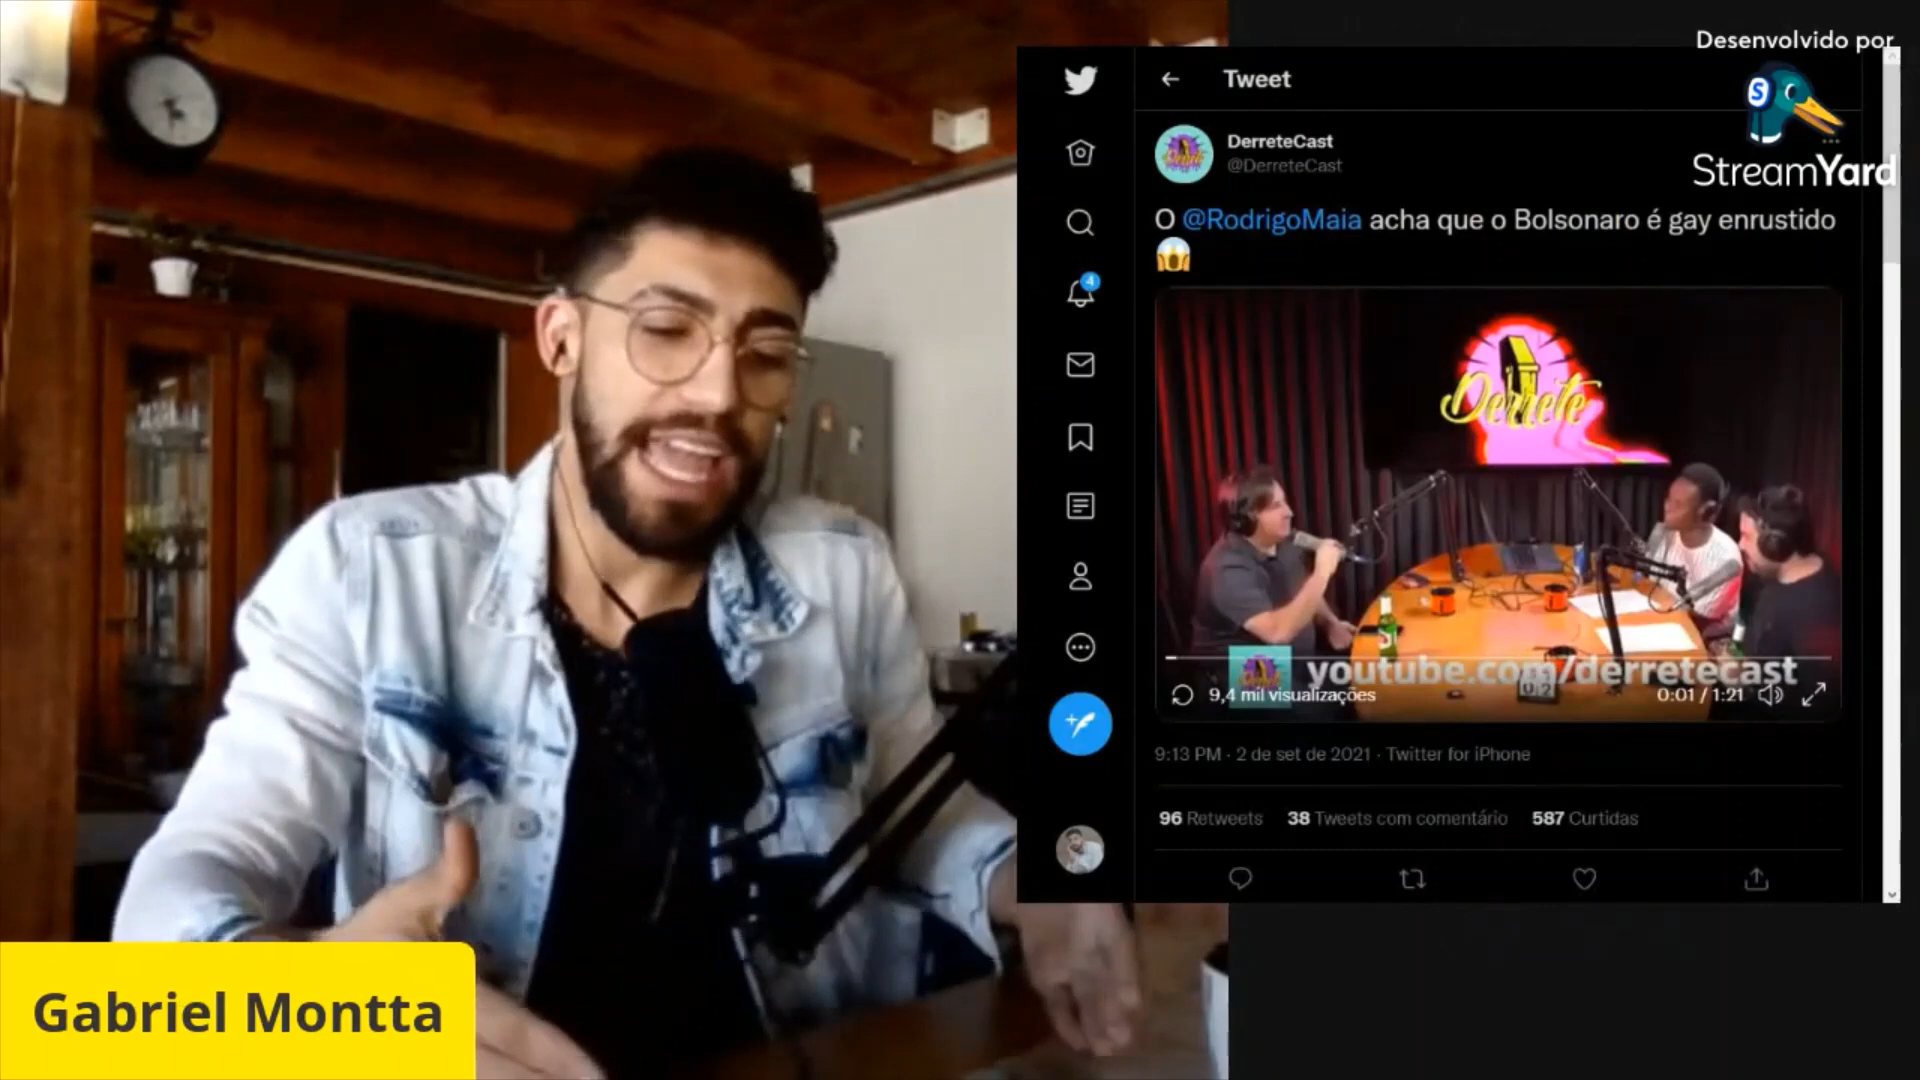 Desenvolvido por
StreamYard
Tweet
DerreteCast
@DerreteCast
O @RodrigoMaia acha que o Bolsonaro é gay enrustido
4
Derrete
youtube.com/derretecast
9,4 mil visualizações
0:01 / 1:21
9:13 PM · 2 de set de 2021 · Twitter for iPhone
96 Retweets 38 Tweets com comentário 587 Curtidas
Gabriel Montta